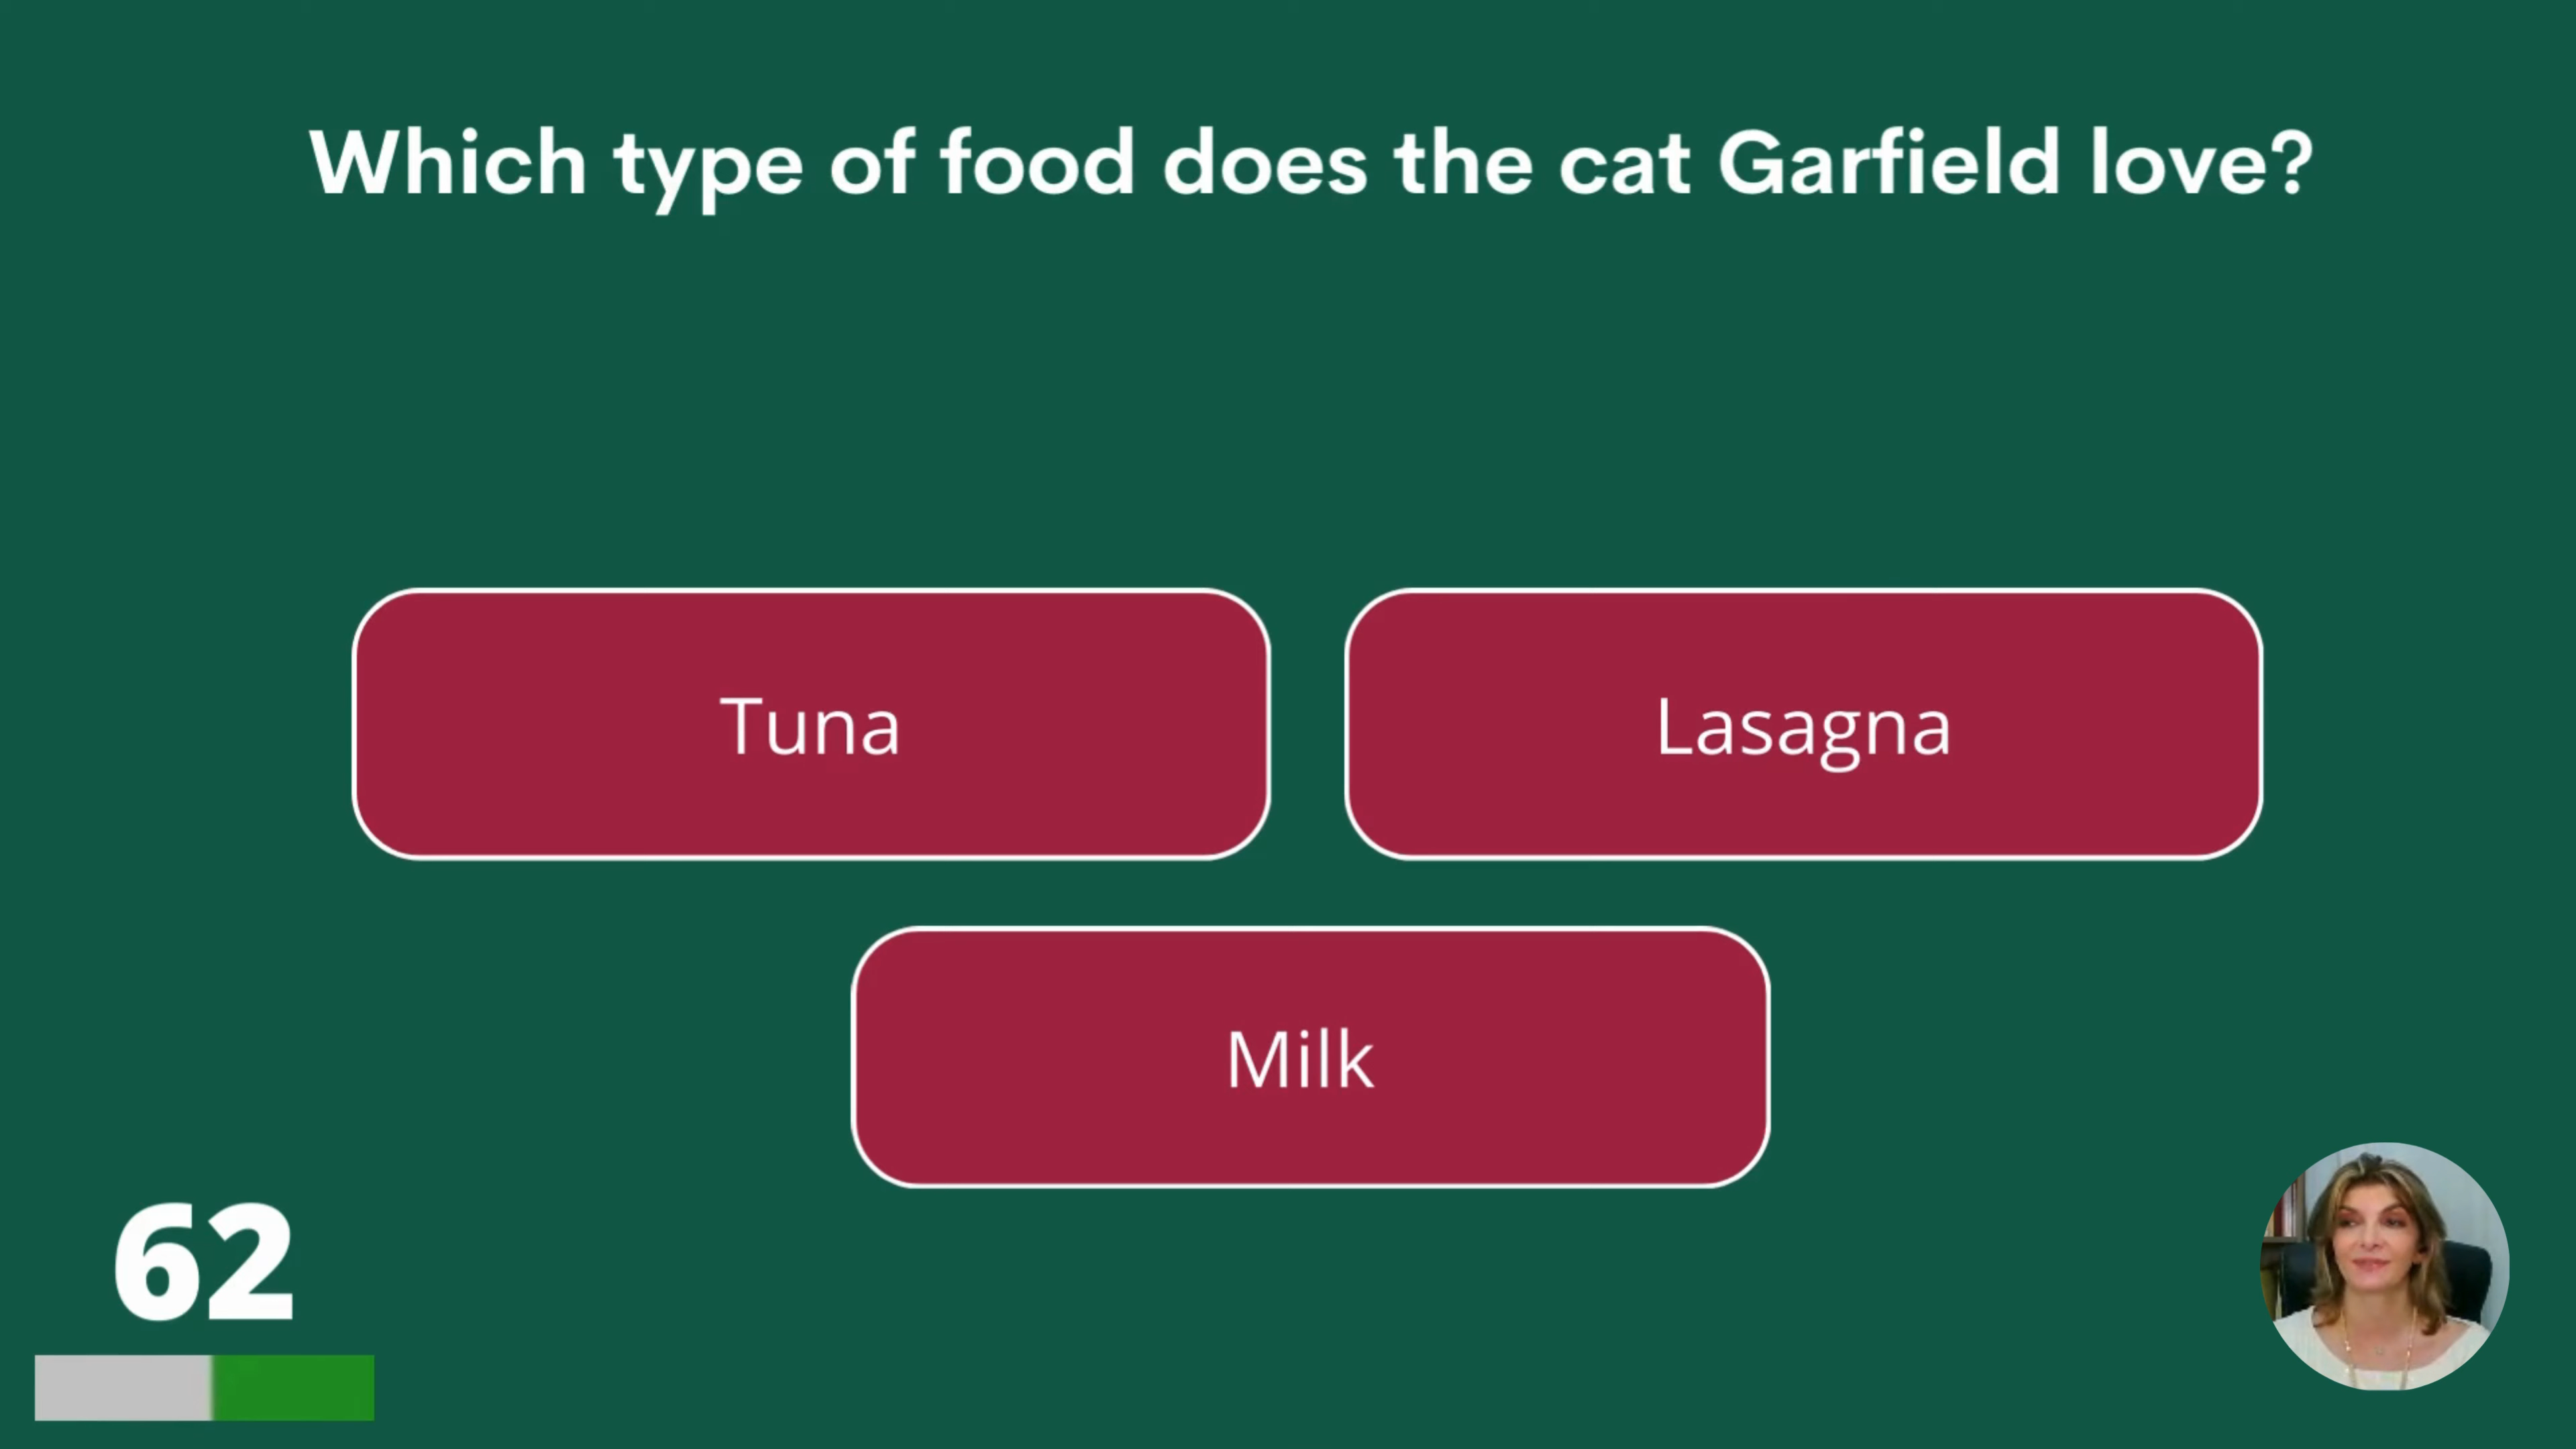 Which type of food does the cat Garfield love?
Tuna
Lasagna
Milk
62